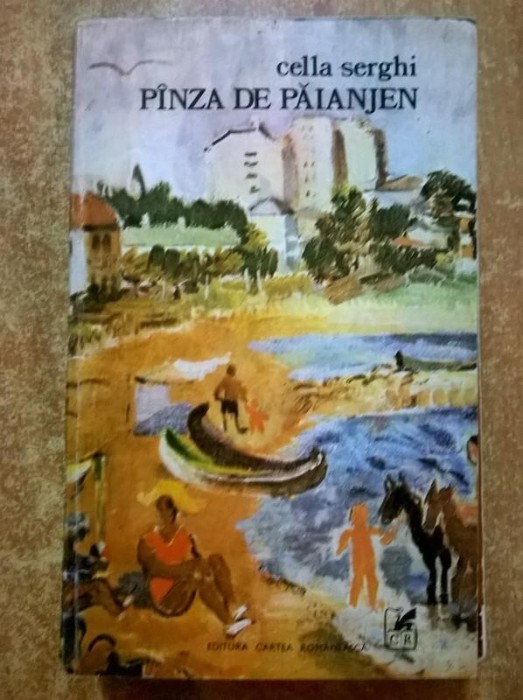 cella serghi
PÎNZA DE PĂIANJEN
EDITURA CARTEA ROMÂNEASCĂ
CR